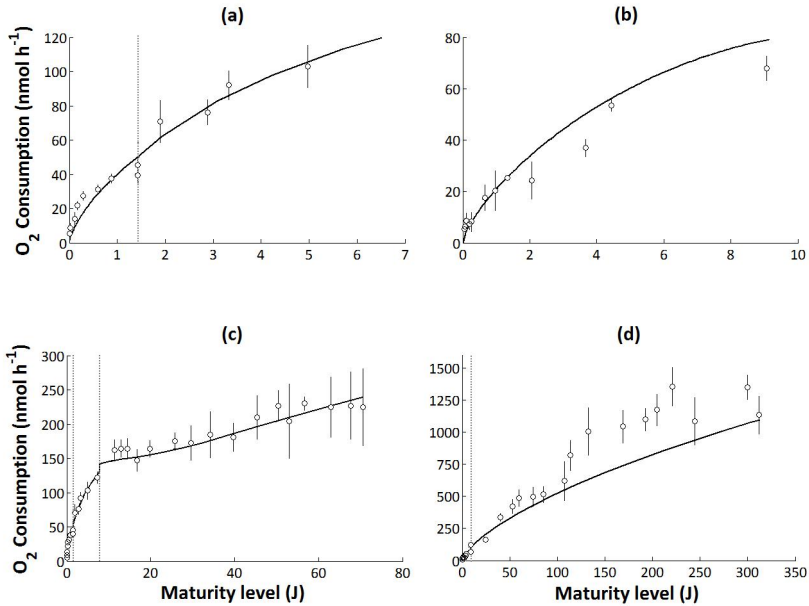 (a)
(b)
O2 Consumption (nmol h-1)
120
100
80
60
40
20
0
0 1 2 3 4 5 6 7
80
60
40
20
0
0 2 4 6 8 10
(c)
(d)
O2 Consumption (nmol h-1)
300
250
200
150
100
50
0
0 20 40 60 80
Maturity level (J)
1500
1250
1000
750
500
250
0
0 50 100 150 200 250 300 350
Maturity level (J)